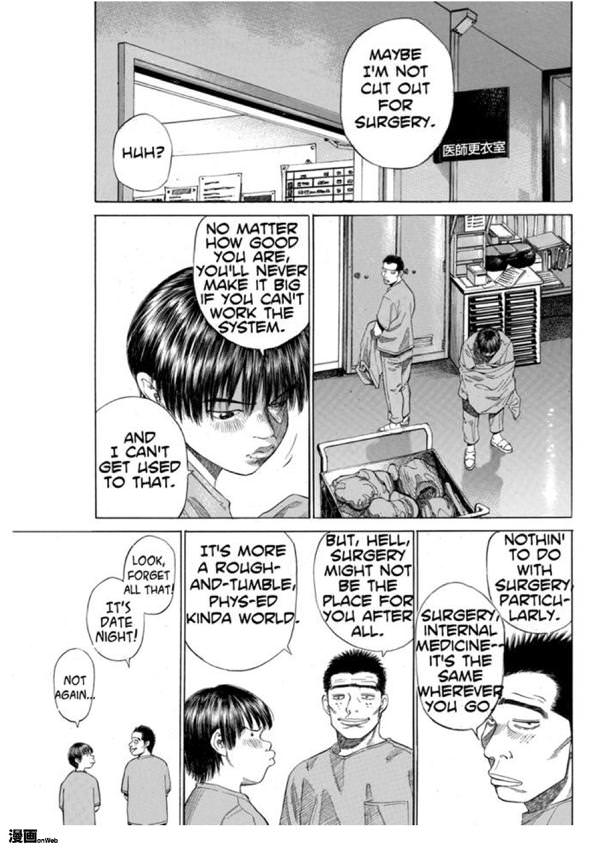 MAYBE
I'M NOT
CUT OUT
FOR
SURGERY.
医師更衣室
HUH?
NO MATTER
HOW GOOD
YOU ARE,
YOU'LL NEVER
MAKE IT BIG
IF YOU CAN'T
WORK THE
SYSTEM.
AND
I CAN'T
GET USED
TO THAT.
NOTHIN'
TO DO
WITH
SURGERY,
PARTICU-
LARLY.
SURGERY,
INTERNAL
MEDICINE--
IT'S THE
SAME
WHEREVER
YOU GO.
BUT, HELL,
SURGERY
MIGHT NOT
BE THE
PLACE FOR
YOU AFTER
ALL.
IT'S MORE
A ROUGH-
AND-TUMBLE,
PHYS-ED
KINDA WORLD.
LOOK,
FORGET
ALL THAT!
IT'S
DATE
NIGHT!
NOT
AGAIN...
漫画onWeb